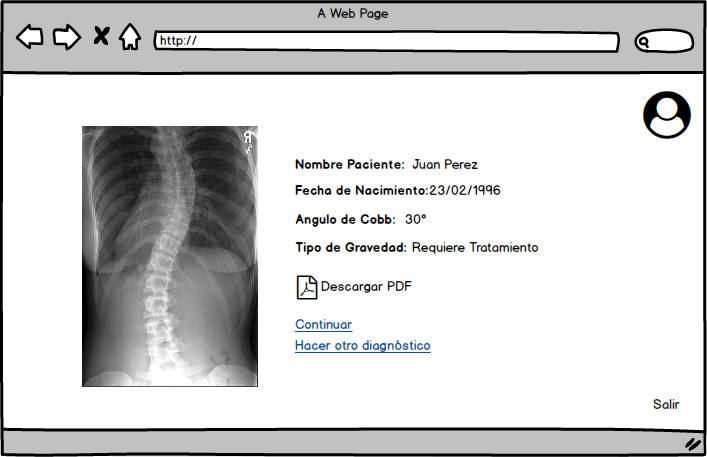 A Web Page
http://
Nombre Paciente: Juan Perez
Fecha de Nacimiento:23/02/1996
Angulo de Cobb: 30°
Tipo de Gravedad: Requiere Tratamiento
Descargar PDF
Continuar
Hacer otro diagnóstico
Salir